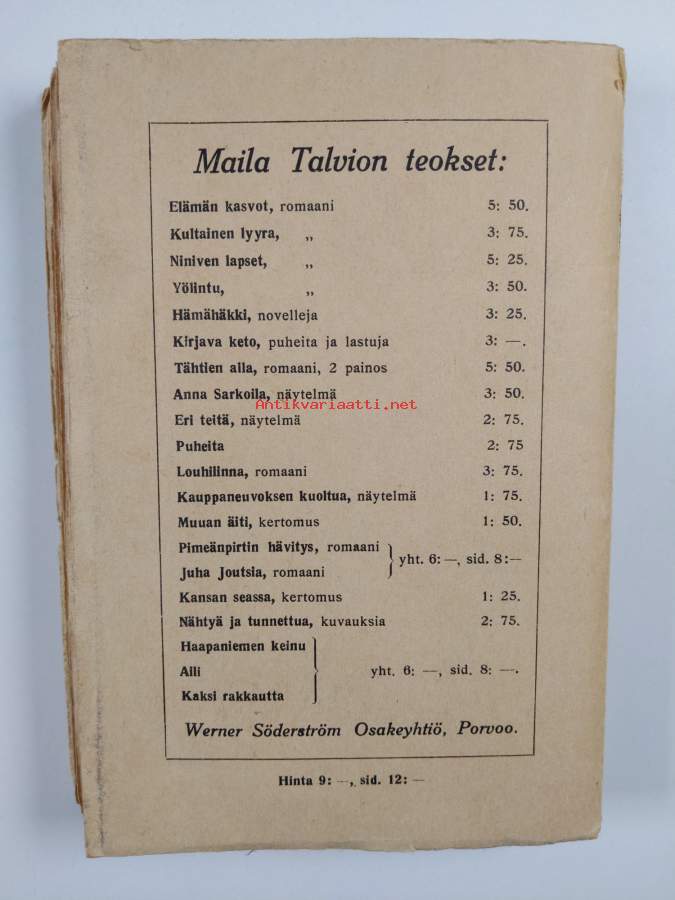 Maila Talvion teokset:
Elämän kasvot, romaani 5: 50.
Kultainen lyyra, „ 3: 75.
Niniven lapset, „ 5: 25.
Yölintu, „ 3: 50.
Hämähäkki, novelleja 3: 25.
Kirjava keto, puheita ja lastuja 3: —.
Tähtien alla, romaani, 2 painos 5: 50.
Anna Sarkoila, näytelmä 3: 50.
Antikvariaatti.net
Eri teitä, näytelmä 2: 75.
Puheita 2: 75
Louhilinna, romaani 3: 75.
Kauppaneuvoksen kuoltua, näytelmä 1: 75.
Muuan äiti, kertomus 1: 50.
Pimeänpirtin hävitys, romaani
yht. 6: —, sid. 8: —
Juha Joutsia, romaani
Kansan seassa, kertomus 1: 25.
Nähtyä ja tunnettua, kuvauksia 2: 75.
Haapaniemen keinu
Aili yht. 6: —, sid. 8: —.
Kaksi rakkautta
Werner Söderström Osakeyhtiö, Porvoo.
Hinta 9: —, sid. 12: —